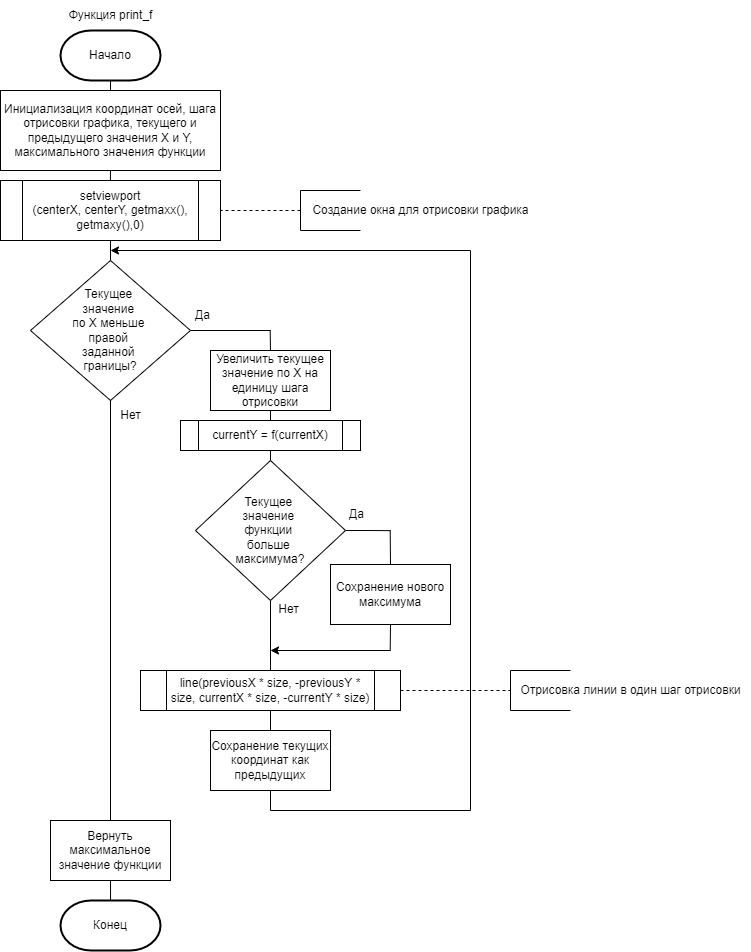 Функция print_f
Начало
Инициализация координат осей, шага
отрисовки графика, текущего и
предыдущего значения X и Y,
максимального значения функции
setviewport
(centerX, centerY, getmaxx(),
getmaxy(),0)
Создание окна для отрисовки графика
Текущее
значение
по X меньше
правой
заданной
границы?
Да
Нет
Увеличить текущее
значение по X на
единицу шага
отрисовки
currentY = f(currentX)
Текущее
значение
функции
больше
максимума?
Да
Нет
Сохранение нового
максимума
line(previousX * size, -previousY *
size, currentX * size, -currentY * size)
Отрисовка линии в один шаг отрисовки
Сохранение текущих
координат как
предыдущих
Вернуть
максимальное
значение функции
Конец